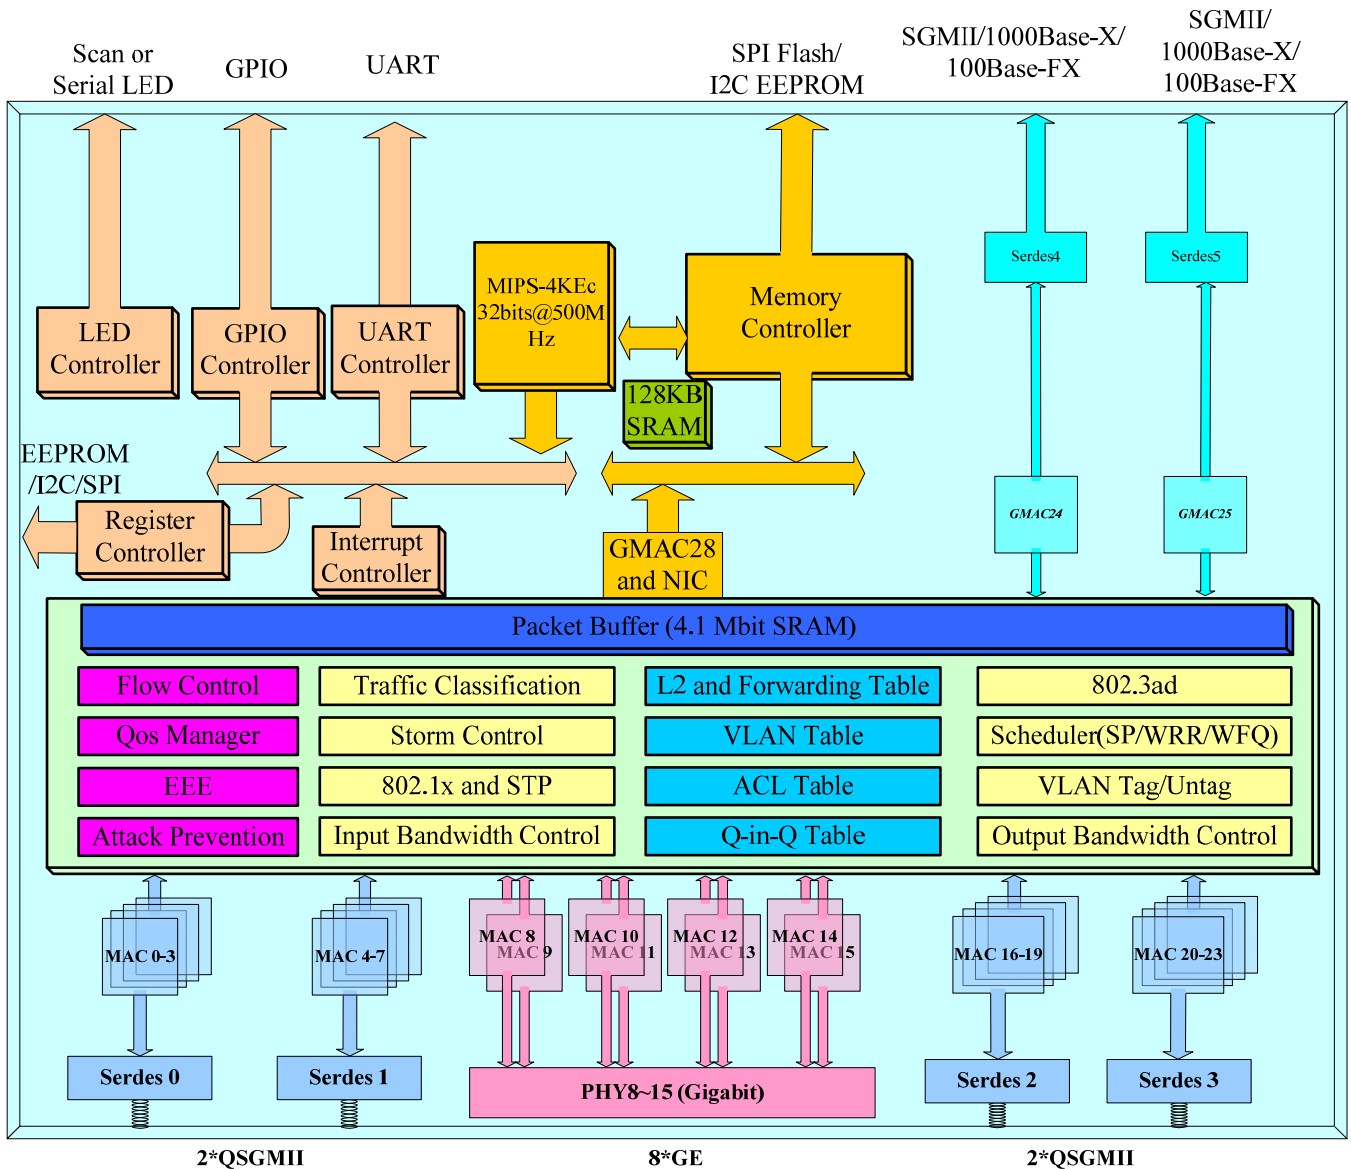 Scan or
Serial LED
GPIO
UART
SPI Flash/
I2C EEPROM
SGMII/1000Base-X/
100Base-FX
SGMII/
1000Base-X/
100Base-FX
Serdes4
Serdes5
MIPS-4KEc
32bits@500M
Hz
Memory
Controller
LED
Controller
GPIO
Controller
UART
Controller
128KB
SRAM
EEPROM
/I2C/SPI
Register
Controller
Interrupt
Controller
GMAC28
and NIC
GMAC24
GMAC25
Packet Buffer (4.1 Mbit SRAM)
Flow Control
Traffic Classification
L2 and Forwarding Table
802.3ad
Qos Manager
Storm Control
VLAN Table
Scheduler(SP/WRR/WFQ)
EEE
802.1x and STP
ACL Table
VLAN Tag/Untag
Attack Prevention
Input Bandwidth Control
Q-in-Q Table
Output Bandwidth Control
MAC 0-3
MAC 4-7
MAC 8
MAC 9
MAC 10
MAC 11
MAC 12
MAC 13
MAC 14
MAC 15
MAC 16-19
MAC 20-23
Serdes 0
Serdes 1
PHY8~15 (Gigabit)
Serdes 2
Serdes 3
2*QSGMII
8*GE
2*QSGMII